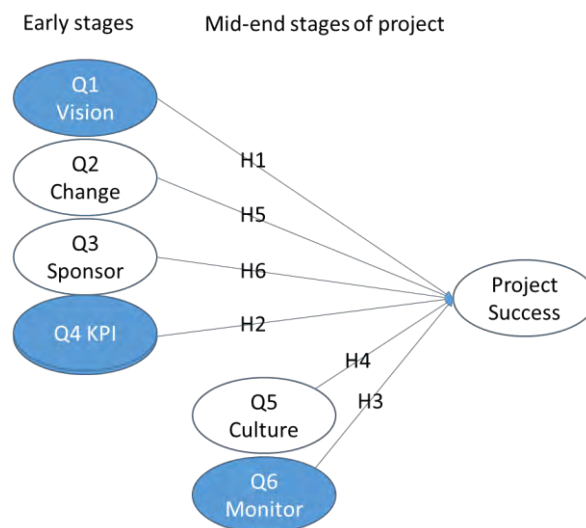 Early stages
Mid-end stages of project
Q1
Vision
H1
Q2
Change
H5
Q3
Sponsor
H6
Project
Success
Q4 KPI
H2
H4
Q5
Culture
H3
Q6
Monitor